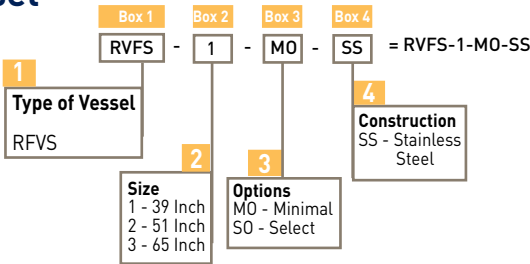 Box 1 Box 2 Box 3 Box 4
RVFS - 1 - MO - SS = RVFS-1-MO-SS
1
Type of Vessel
RFVS
2
Size
1 - 39 Inch
2 - 51 Inch
3 - 65 Inch
3
Options
MO - Minimal
SO - Select
4
Construction
SS - Stainless
Steel